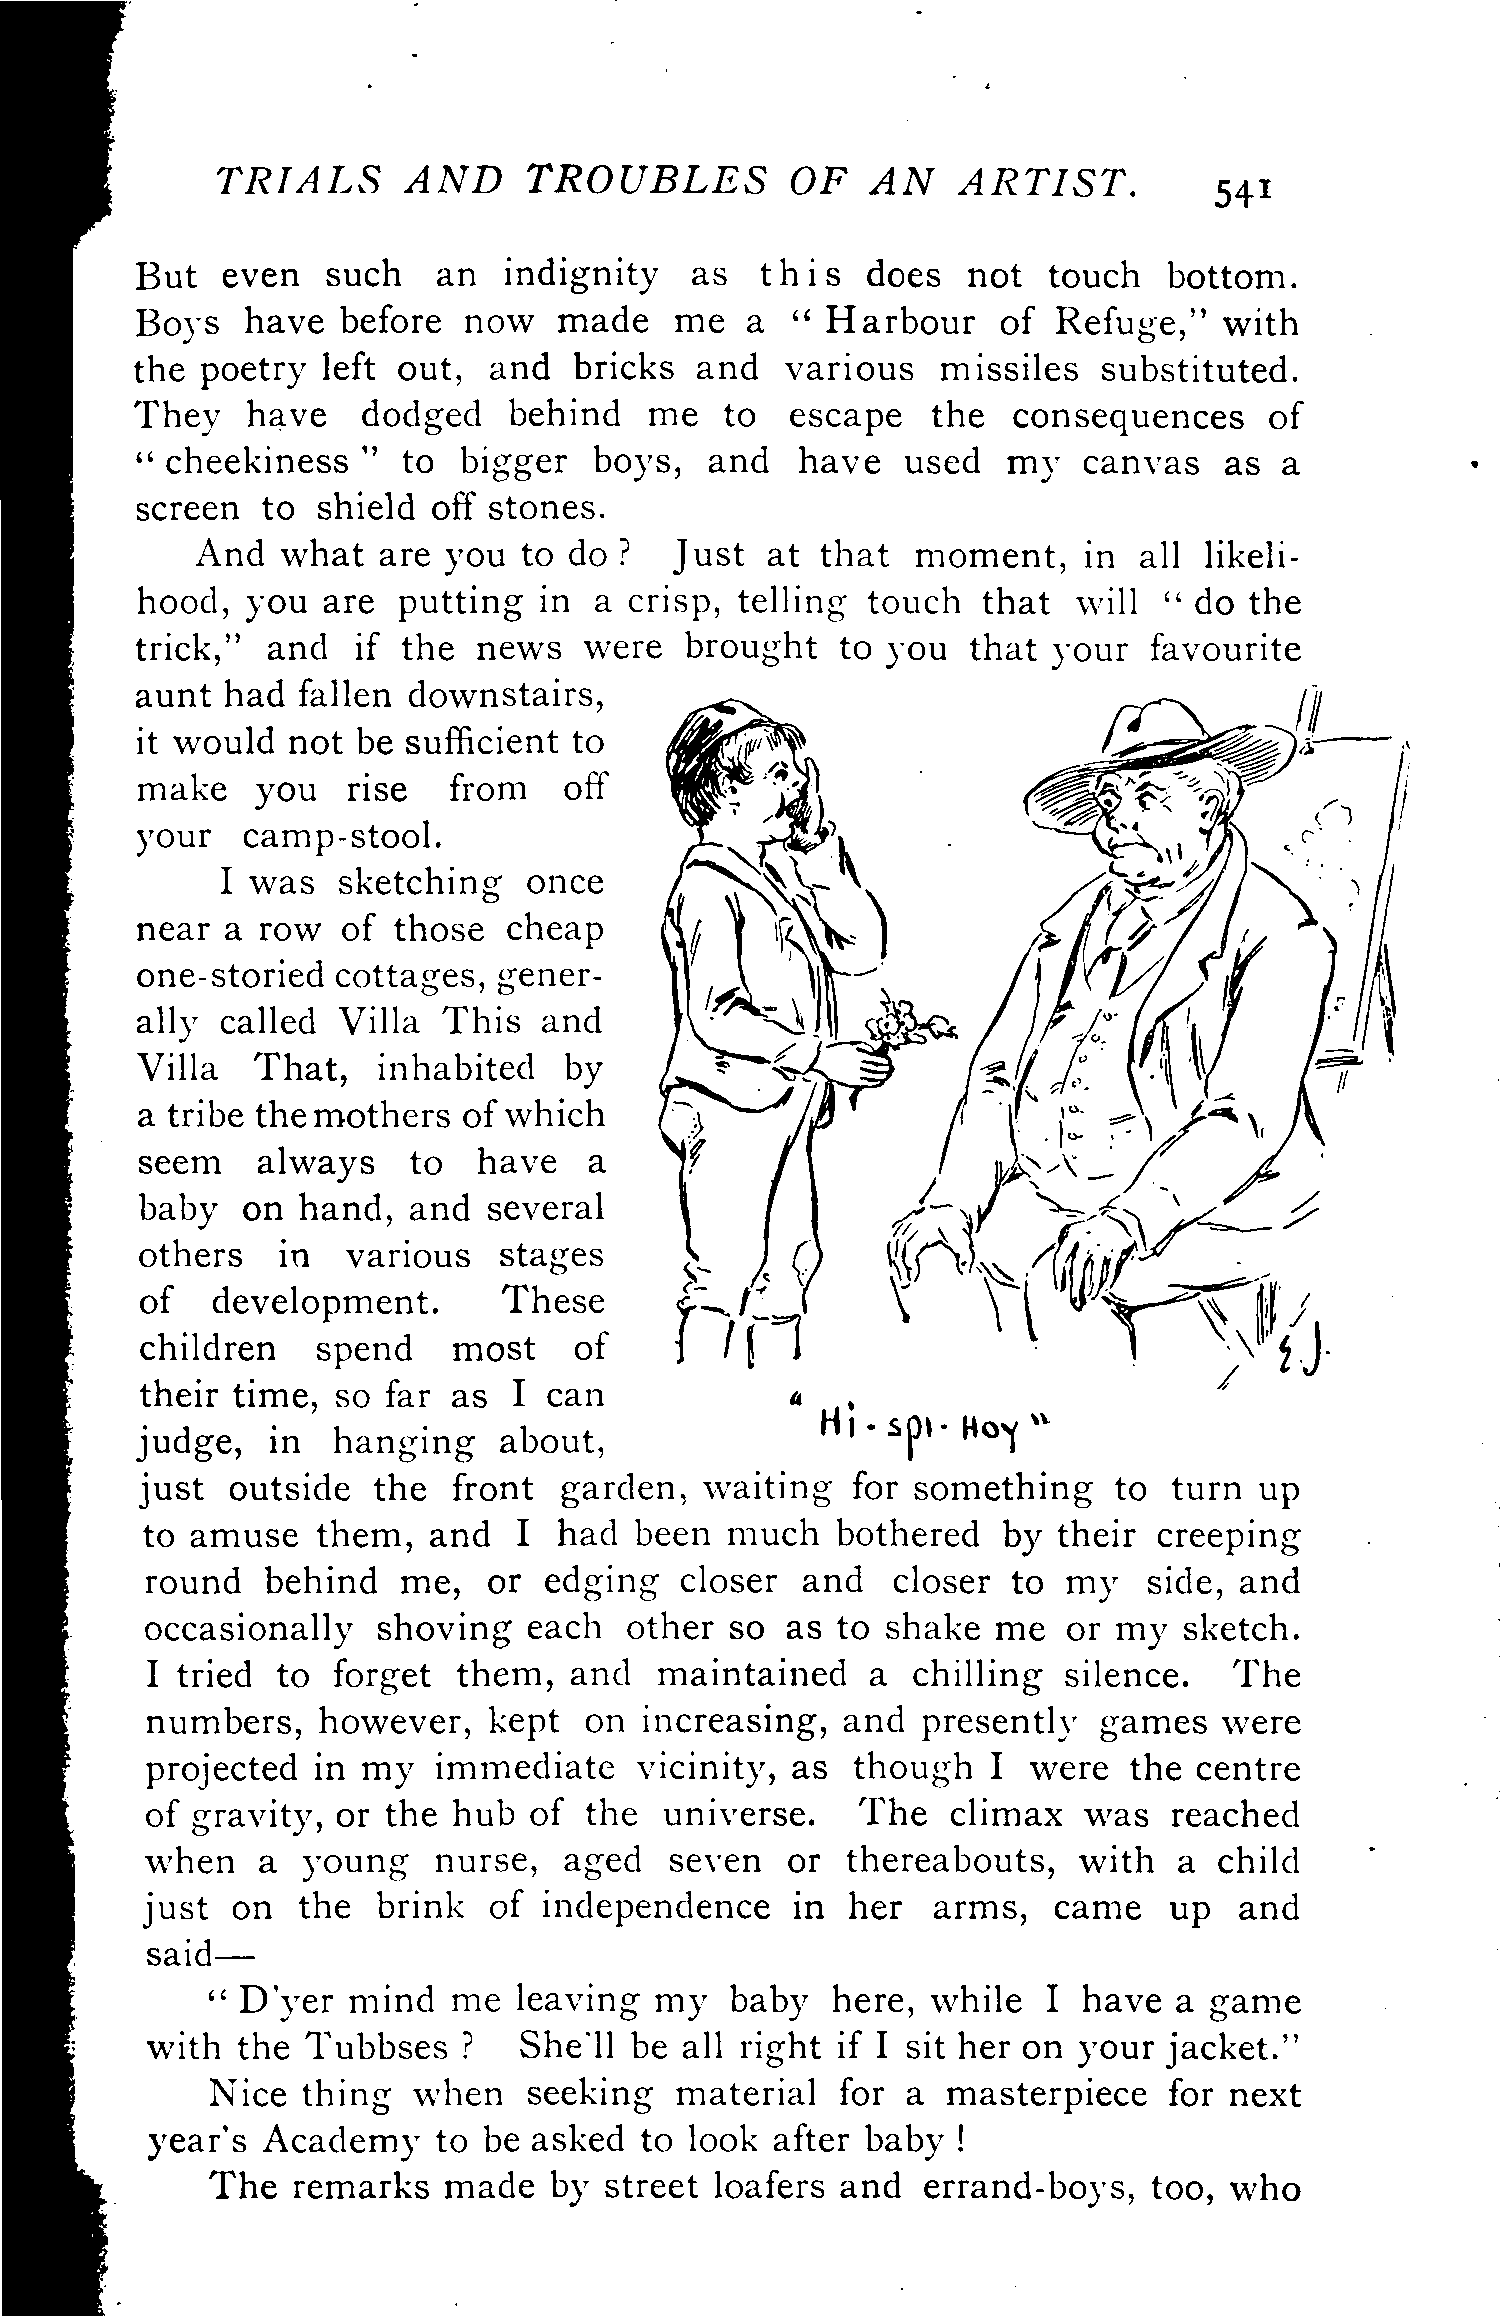 TRIALS AND TROUBLES OF AN ARTIST. 541
But even such an indignity as this does not touch bottom.
Boys have before now made me a “ Harbour of Refuge,” with
the poetry left out, and bricks and various missiles substituted.
They have dodged behind me to escape the consequences of
“ cheekiness ” to bigger boys, and have used my canvas as a
screen to shield off stones.
And what are you to do ? Just at that moment, in all likeli-
hood, you are putting in a crisp, telling touch that will “ do the
trick,” and if the news were brought to you that your favourite
aunt had fallen downstairs,
it would not be sufficient to
make you rise from off
your camp-stool.
I was sketching once
near a row of those cheap
one-storied cottages, gener-
ally called Villa This and
Villa That, inhabited by
a tribe the mothers of which
seem always to have a
baby on hand, and several
others in various stages
of development. These
children spend most of
their time, so far as I can
judge, in hanging about,
E.J.
“ Hi - spi - Hoy ”
just outside the front garden, waiting for something to turn up
to amuse them, and I had been much bothered by their creeping
round behind me, or edging closer and closer to my side, and
occasionally shoving each other so as to shake me or my sketch.
I tried to forget them, and maintained a chilling silence. The
numbers, however, kept on increasing, and presently games were
projected in my immediate vicinity, as though I were the centre
of gravity, or the hub of the universe. The climax was reached
when a young nurse, aged seven or thereabouts, with a child
just on the brink of independence in her arms, came up and
said—
“ D'yer mind me leaving my baby here, while I have a game
with the Tubbses ? She'll be all right if I sit her on your jacket.”
Nice thing when seeking material for a masterpiece for next
year's Academy to be asked to look after baby !
The remarks made by street loafers and errand-boys, too, who